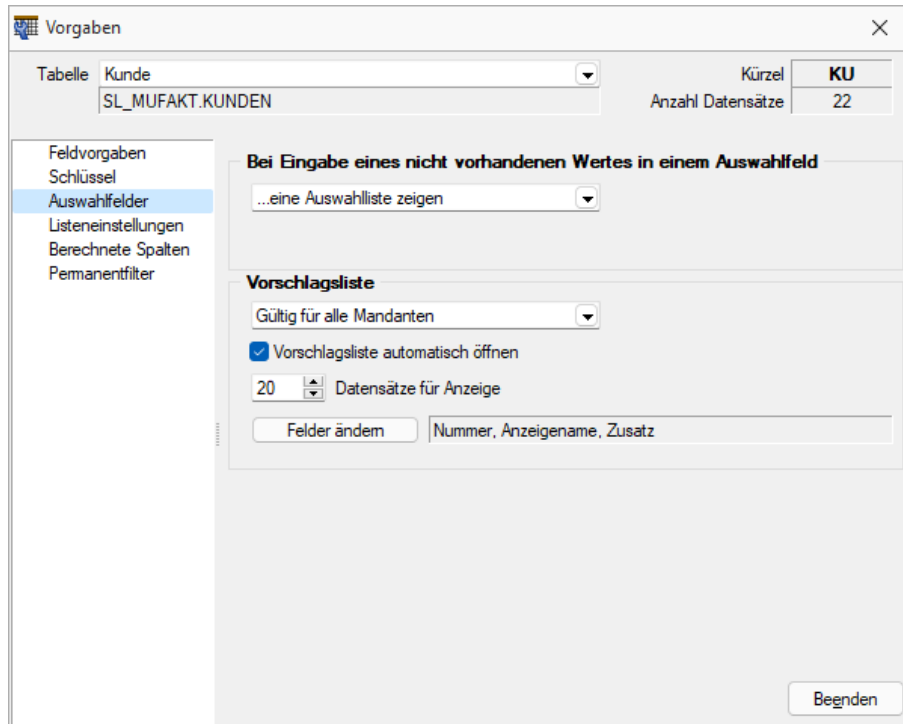 Vorgaben
Tabelle Kunde Kürzel KU
SL_MUFAKT.KUNDEN Anzahl Datensätze 22
Feldvorgaben
Schlüssel
Auswahlfelder
Listeneinstellungen
Berechnete Spalten
Permanentfilter
Bei Eingabe eines nicht vorhandenen Wertes in einem Auswahlfeld
...eine Auswahlliste zeigen
Vorschlagsliste
Gültig für alle Mandanten
Vorschlagsliste automatisch öffnen
20 Datensätze für Anzeige
Felder ändern Nummer, Anzeigename, Zusatz
Beenden